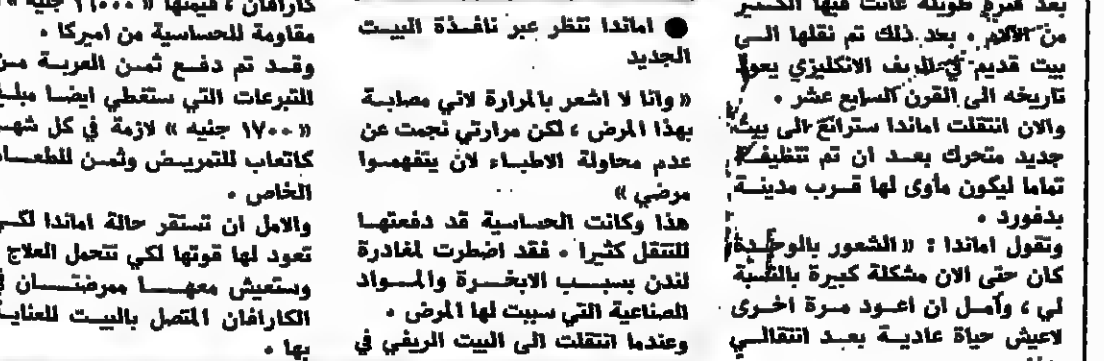 بعد فترة طويلة عانت فيها الكثير
من الآلام . بعد ذلك تم نقلها الى
بيت قديم في الريف الانكليزي يعود
تاريخه الى القرن السابع عشر .
والان انتقلت اماندا سترانغ الى بيت
جديد متحرك بعد ان تم تنظيفه
تماما ليكون مأوى لها قرب مدينة
بدفورد .
وتقول اماندا : « الشعور بالوحدة
كان حتى الان مشكلة كبيرة بالنسبة
لي ، وآمل ان اعود مرة اخرى
لاعيش حياة عادية بعد انتقالي
● اماندا تنظر عبر نافذة البيت
الجديد
« وانا لا اشعر بالمرارة لاني مصابة
بهذا المرض ، لكن مرارتي نجمت عن
عدم محاولة الاطباء لان يتفهموا
مرضي »
هذا وكانت الحساسية قد دفعتها
للتنقل كثيرا . فقد اضطرت لمغادرة
لندن بسبب الابخرة والمواد
الصناعية التي سببت لها المرض .
وعندما انتقلت الى البيت الريفي في
كارافان ، قيمتها « ١٦٠٠٠ جنيه »
مقاومة للحساسية من اميركا .
وقد تم دفع ثمن العربة من
التبرعات التي ستغطي ايضا مبلغ
« ١٧٠٠ جنيه » لازمة في كل شهر
كاتعاب للتمريض وثمن للطعام
الخاص .
والامل ان تستقر حالة اماندا لكي
تعود لها قوتها لكي تتحمل العلاج
وستعيش معها ممرضتان في
الكارافان المتصل بالبيت للعناية
بها .